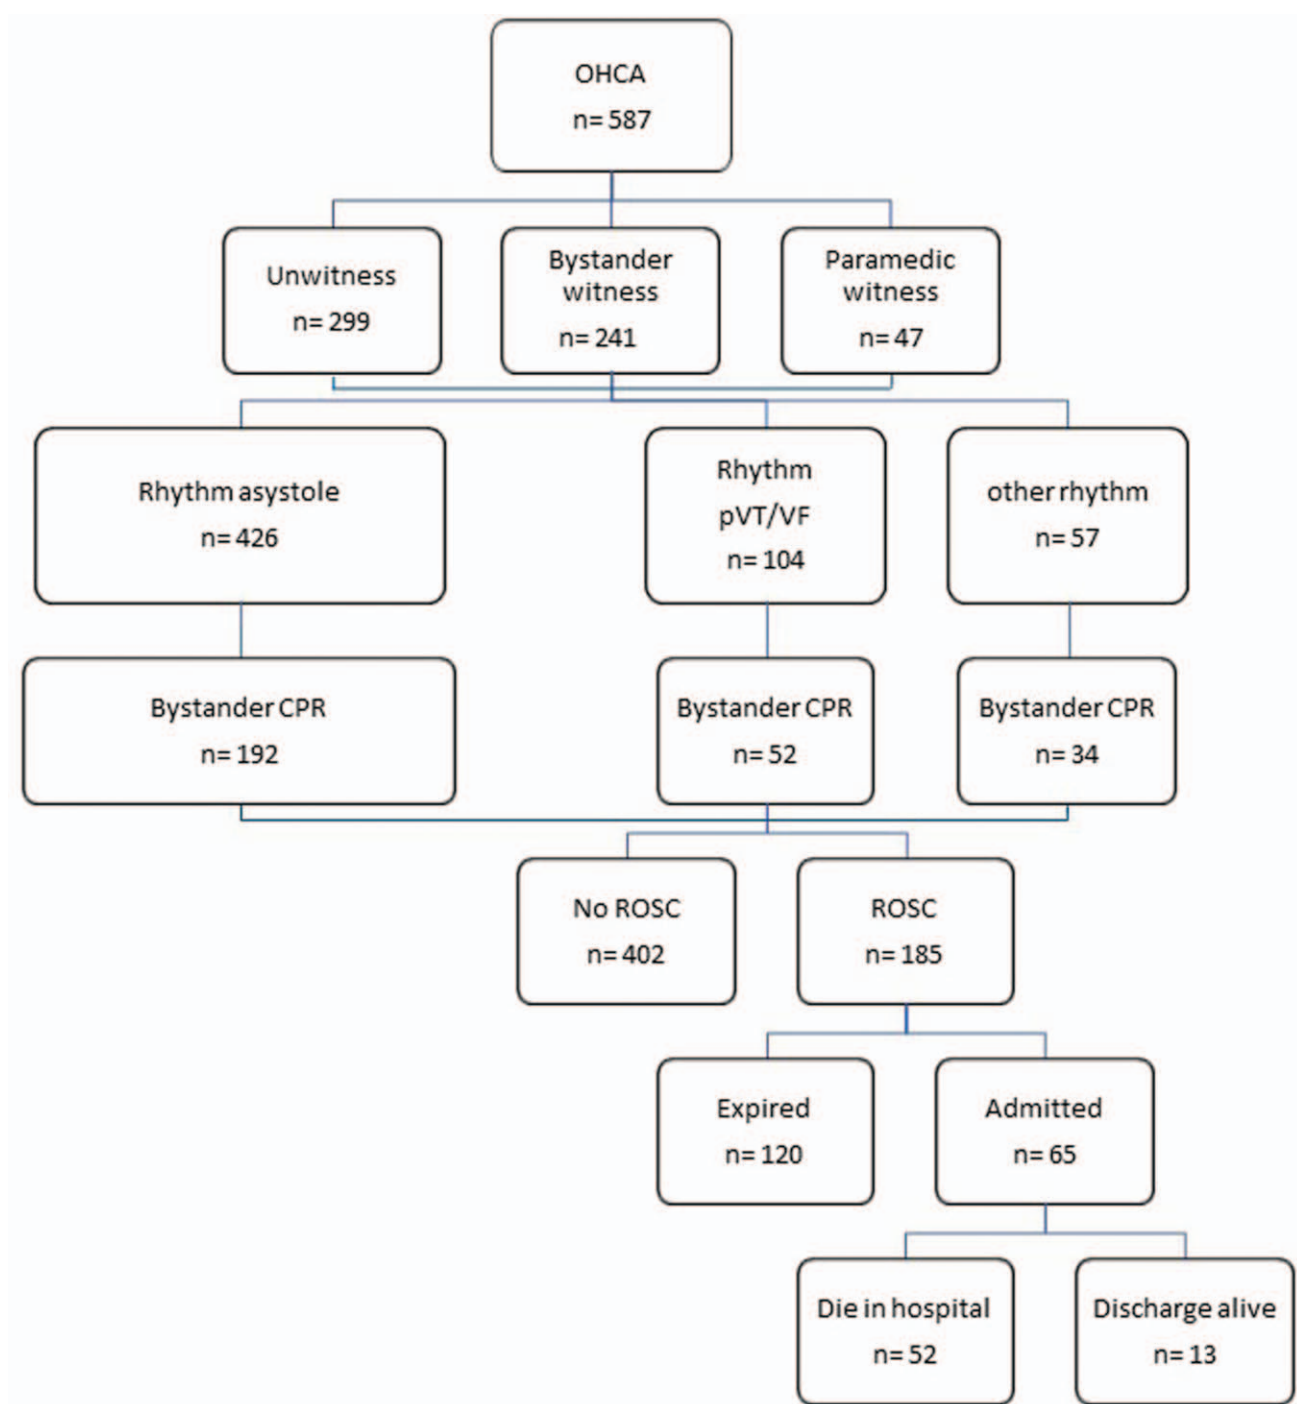 OHCA
n= 587
Unwitness
n= 299
Bystander
witness
n= 241
Paramedic
witness
n= 47
Rhythm asystole
n= 426
Rhythm
pVT/VF
n= 104
other rhythm
n= 57
Bystander CPR
n= 192
Bystander CPR
n= 52
Bystander CPR
n= 34
No ROSC
n= 402
ROSC
n= 185
Expired
n= 120
Admitted
n= 65
Die in hospital
n= 52
Discharge alive
n= 13